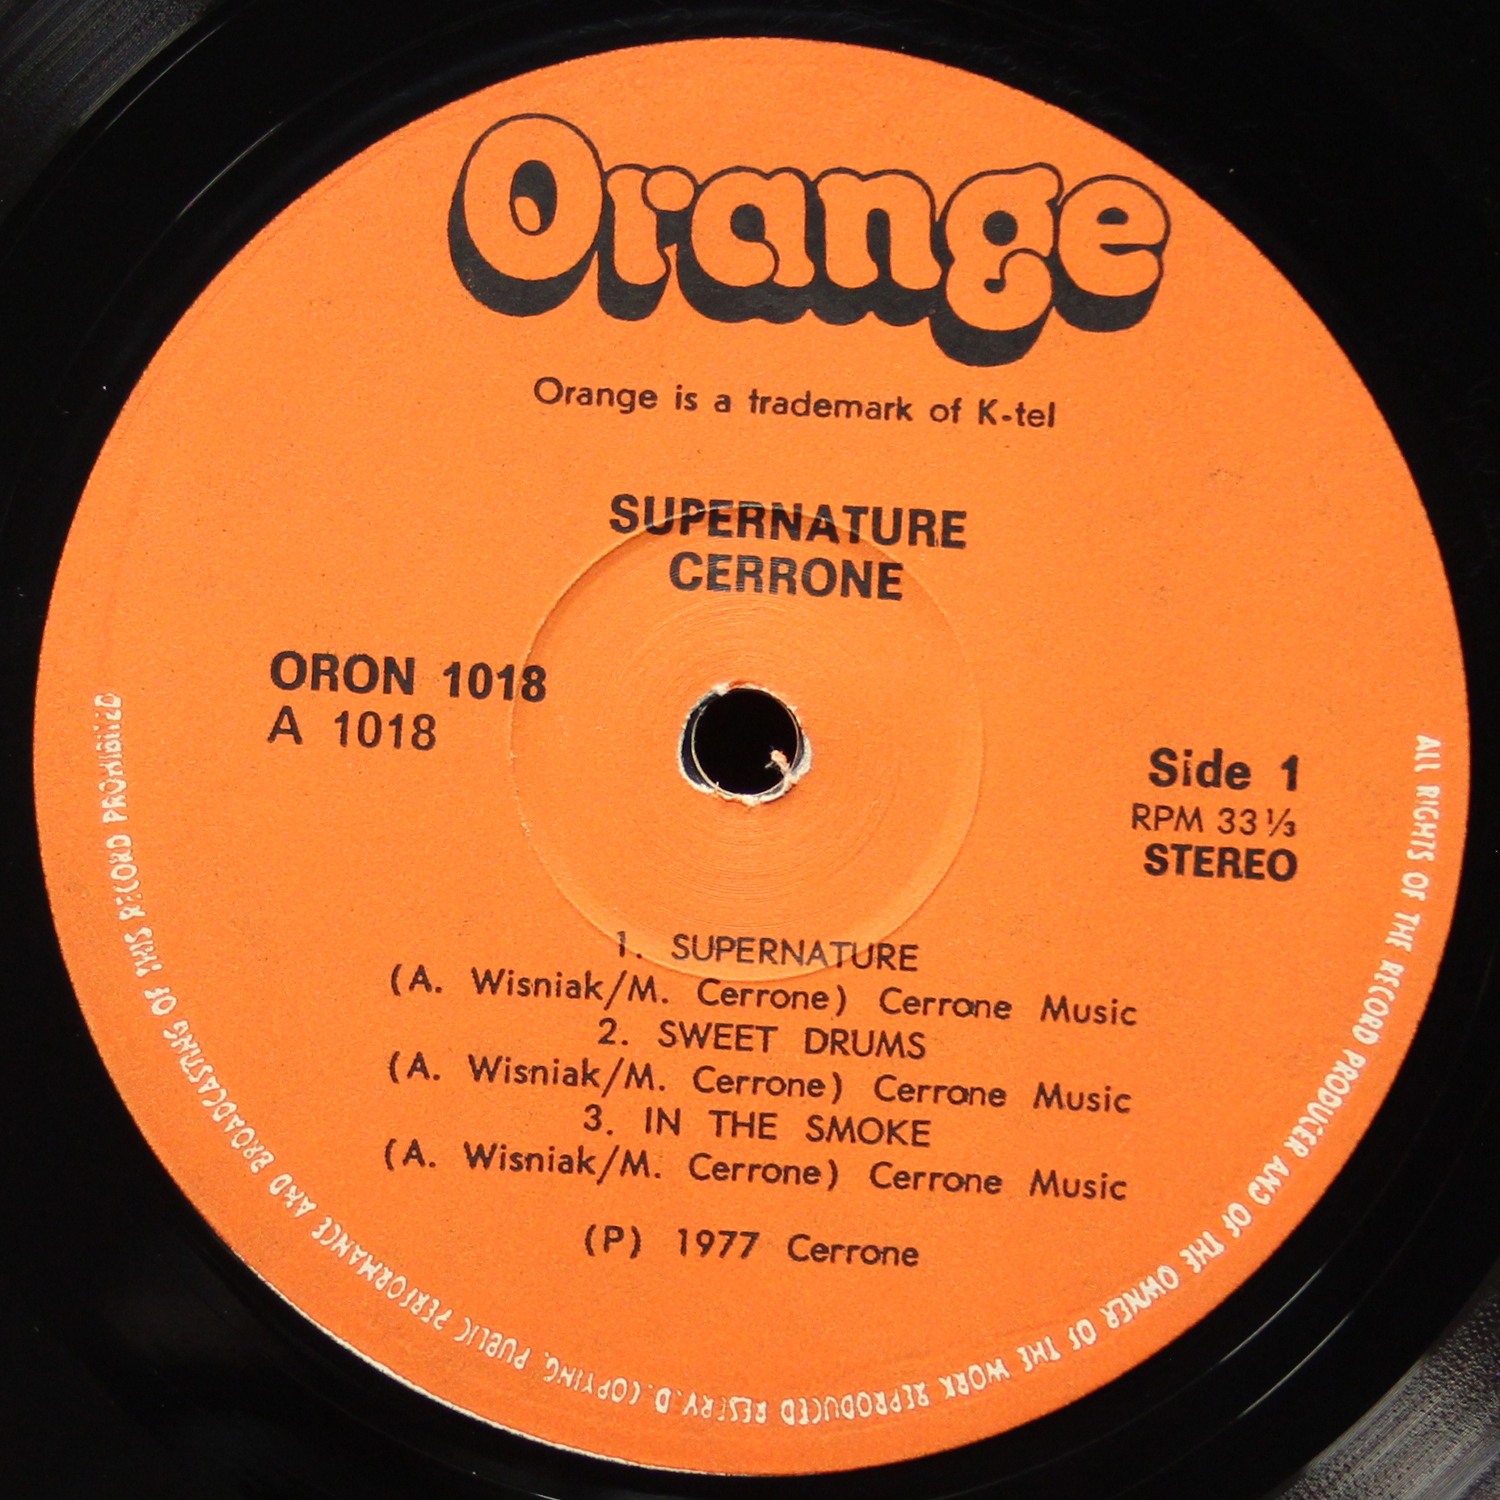 Orange
Orange is a trademark of K-tel
SUPERNATURE
CERRONE
ORON 1018
A 1018
Side 1
RPM 33⅓
STEREO
1. SUPERNATURE
(A. Wisniak/M. Cerrone) Cerrone Music
2. SWEET DRUMS
(A. Wisniak/M. Cerrone) Cerrone Music
3. IN THE SMOKE
(A. Wisniak/M. Cerrone) Cerrone Music
(P) 1977 Cerrone
ALL RIGHTS OF THE RECORD PRODUCER AND OF THE OWNER OF THE WORK REPRODUCED RESERVED. COPYING, PUBLIC PERFORMANCE AND BROADCASTING OF THIS RECORD PROHIBITED